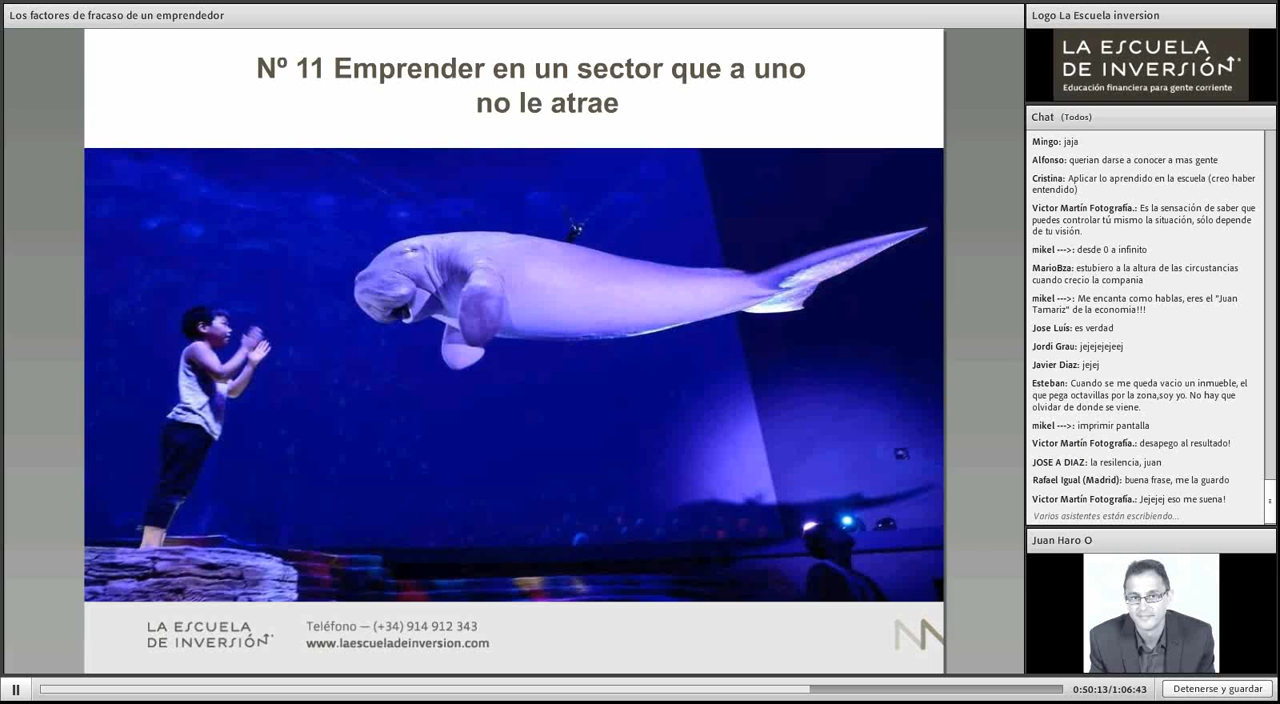 Los factores de fracaso de un emprendedor
Nº 11 Emprender en un sector que a uno
no le atrae
LA ESCUELA
DE INVERSIÓN
Teléfono — (+34) 914 912 343
www.laescueladeinversion.com
Logo La Escuela inversion
LA ESCUELA
DE INVERSIÓN
Educación financiera para gente corriente
Chat (Todos)
Mingo: jaja
Alfonso: querian darse a conocer a mas gente
Cristina: Aplicar lo aprendido en la escuela (creo haber
entendido)
Victor Martín Fotografía.: Es la sensación de saber que
puedes controlar tú mismo la situación, sólo depende
de tu visión.
mikel --->: desde 0 a infinito
MarioBza: estubiero a la altura de las circustancias
cuando crecio la compania
mikel --->: Me encanta como hablas, eres el "Juan
Tamariz" de la economia!!!
Jose Luis: es verdad
Jordi Grau: jejejejejeej
Javier Diaz: jejej
Esteban: Cuando se me queda vacio un inmueble, el
que pega octavillas por la zona,soy yo. No hay que
olvidar de donde se viene.
mikel --->: imprimir pantalla
Victor Martín Fotografía.: desapego al resultado!
JOSE A DIAZ: la resilencia, juan
Rafael Igual (Madrid): buena frase, me la guardo
Victor Martín Fotografía.: Jejejej eso me suena!
Varios asistentes están escribiendo...
Juan Haro O
0:50:13/1:06:43
Detenerse y guardar